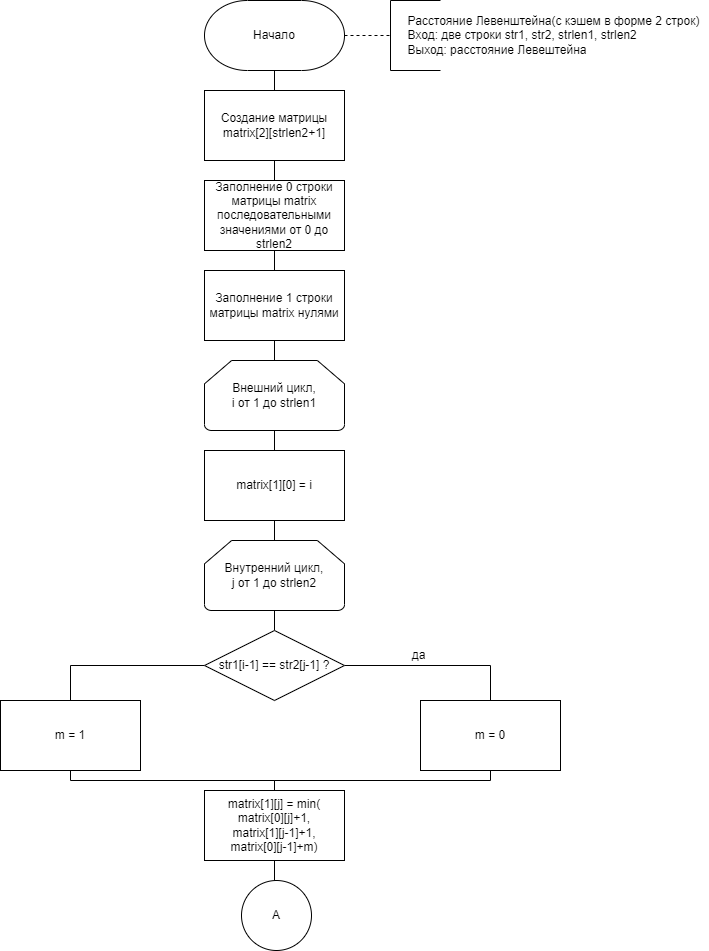 Начало
Расстояние Левенштейна(с кэшем в форме 2 строк)
Вход: две строки str1, str2, strlen1, strlen2
Выход: расстояние Левештейна
Создание матрицы
matrix[2][strlen2+1]
Заполнение 0 строки
матрицы matrix
последовательными
значениями от 0 до
strlen2
Заполнение 1 строки
матрицы matrix нулями
Внешний цикл,
i от 1 до strlen1
matrix[1][0] = i
Внутренний цикл,
j от 1 до strlen2
str1[i-1] == str2[j-1] ?
да
m = 1
m = 0
matrix[1][j] = min(
matrix[0][j]+1,
matrix[1][j-1]+1,
matrix[0][j-1]+m)
A